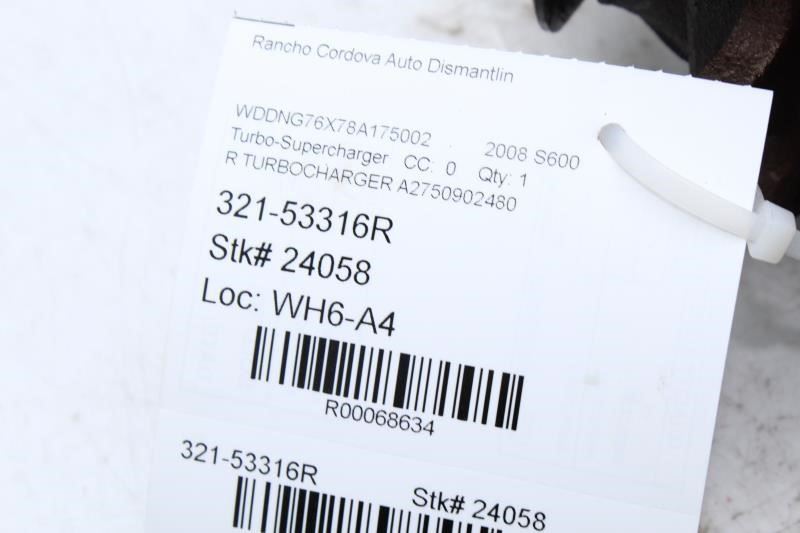 Rancho Cordova Auto Dismantlin
WDDNG76X78A175002 . 2008 S600
Turbo-Supercharger CC: 0 Qty: 1
R TURBOCHARGER A2750902480
321-53316R
Stk# 24058
Loc: WH6-A4
R00068634
321-53316R Stk# 24058